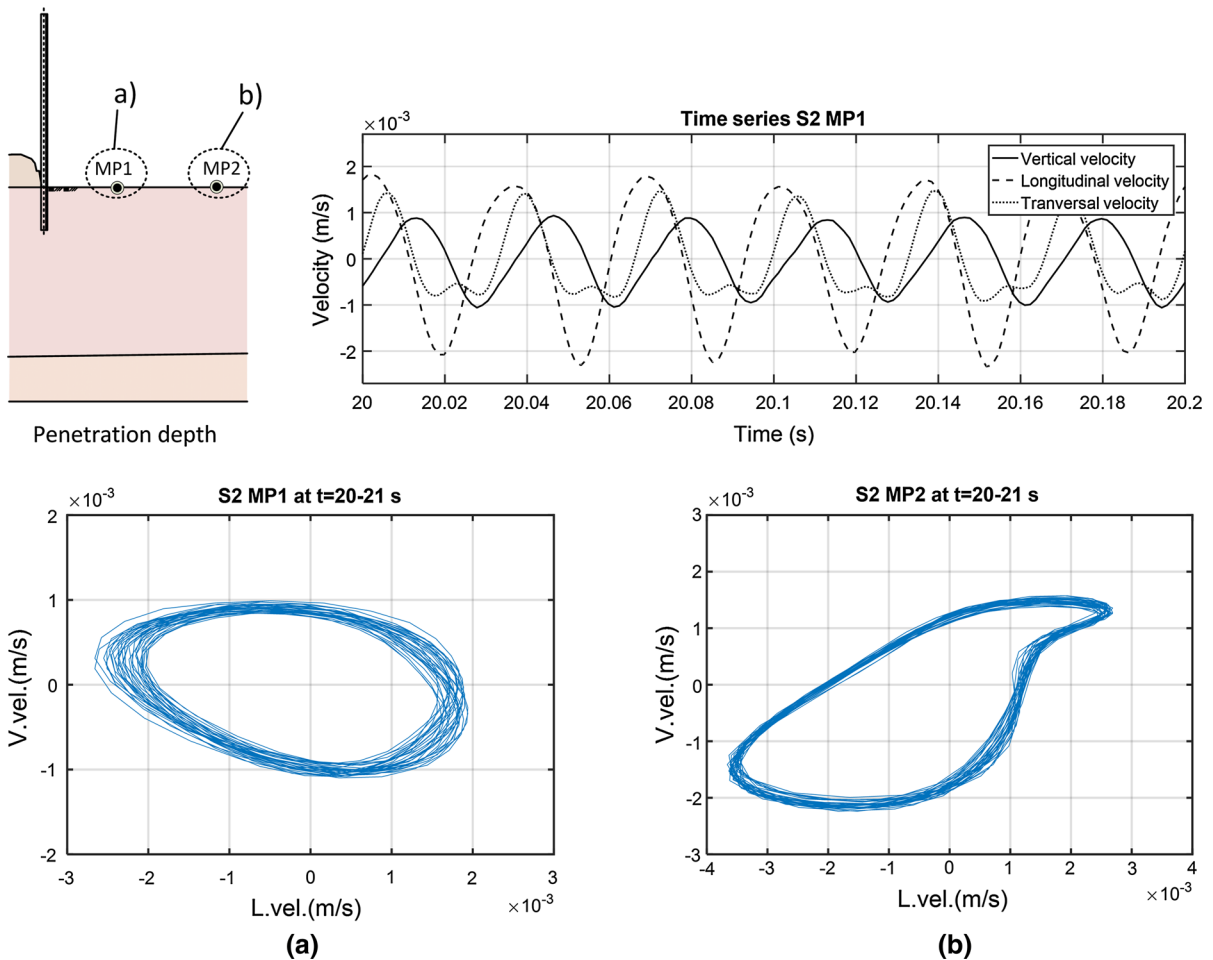 a)
b)
MP1
MP2
Penetration depth
Time series S2 MP1
×10⁻³
Vertical velocity
Longitudinal velocity
Tranversal velocity
2
1
0
-1
-2
Velocity (m/s)
20 20.02 20.04 20.06 20.08 20.1 20.12 20.14 20.16 20.18 20.2
Time (s)
S2 MP1 at t=20-21 s
×10⁻³
2
1
0
-1
-2
V.vel.(m/s)
-3 -2 -1 0 1 2 3
L.vel.(m/s)
×10⁻³
(a)
S2 MP2 at t=20-21 s
×10⁻³
3
2
1
0
-1
-2
-3
V.vel.(m/s)
-4 -3 -2 -1 0 1 2 3 4
L.vel.(m/s)
×10⁻³
(b)